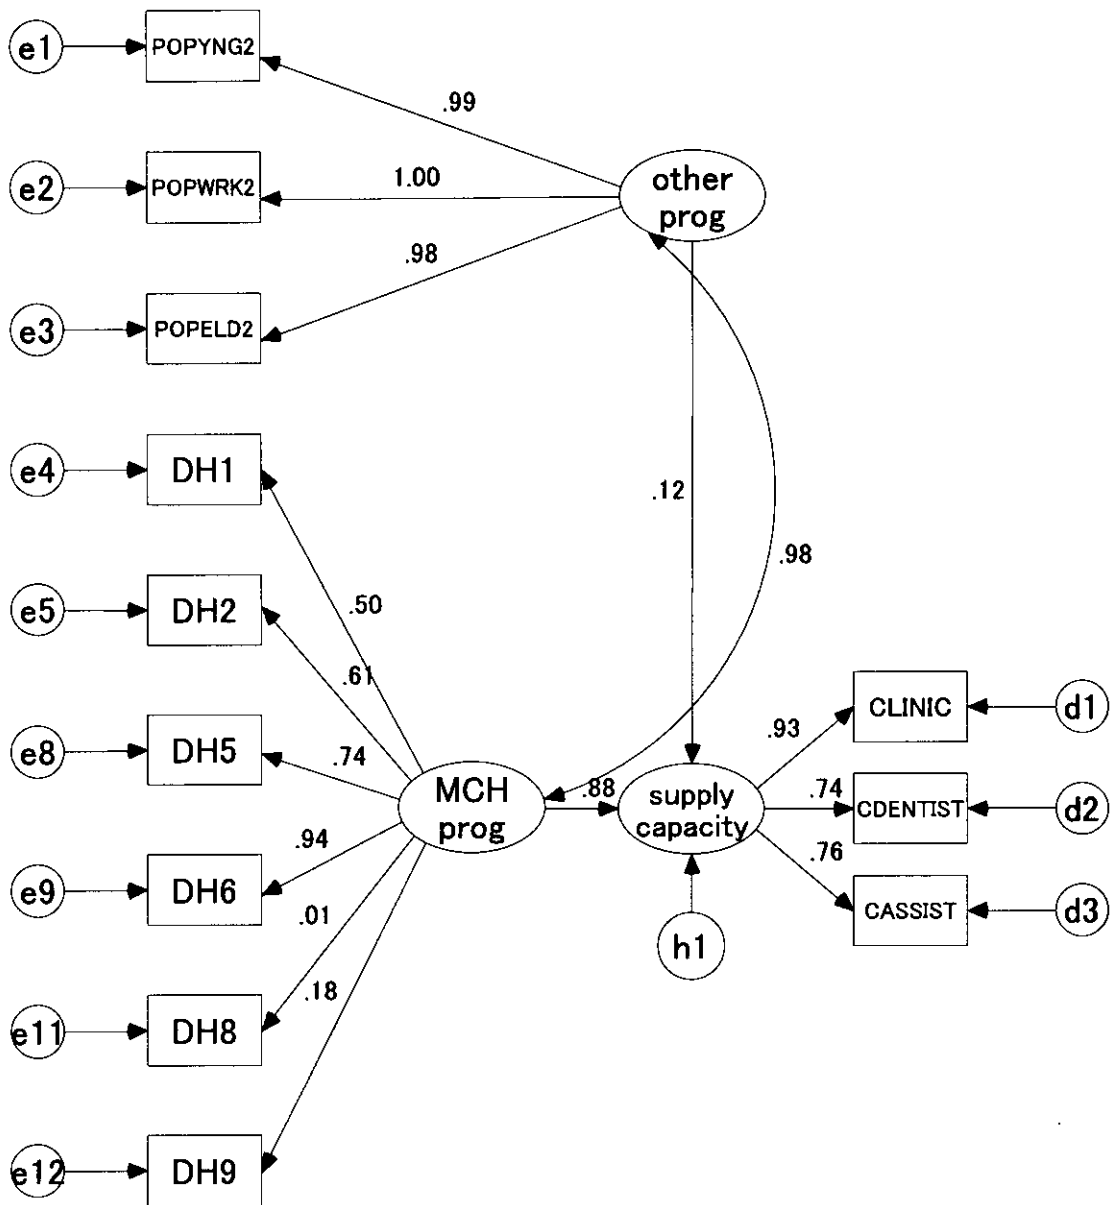 e1
POPYNG2
.99
e2
POPWRK2
1.00
other
prog
.98
e3
POPELD2
e4
DH1
.12
.98
.50
e5
DH2
.61
CLINIC
d1
.93
e8
DH5
.74
MCH
prog
.88
supply
capacity
.74
CDENTIST
d2
.76
e9
DH6
.94
.01
CASSIST
d3
h1
.18
e11
DH8
e12
DH9